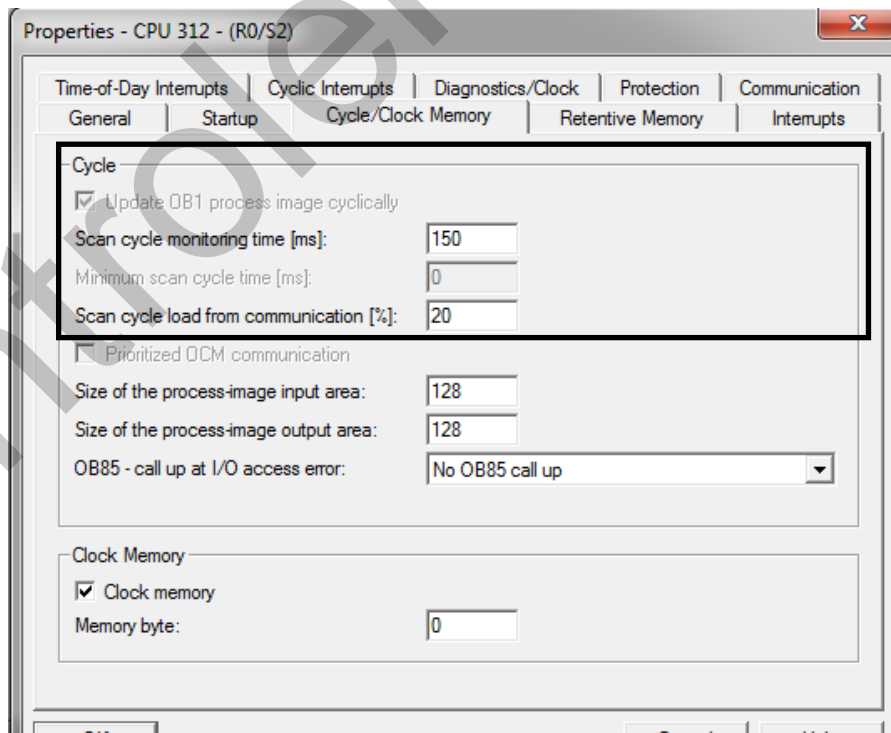 Properties - CPU 312 - (R0/S2)
Time-of-Day Interrupts Cyclic Interrupts Diagnostics/Clock Protection Communication
General Startup Cycle/Clock Memory Retentive Memory Interrupts
Cycle
Update OB1 process image cyclically
Scan cycle monitoring time [ms]: 150
Minimum scan cycle time [ms]: 0
Scan cycle load from communication [%]: 20
Prioritized OCM communication
Size of the process-image input area: 128
Size of the process-image output area: 128
OB85 - call up at I/O access error: No OB85 call up
Clock Memory
Clock memory
Memory byte: 0